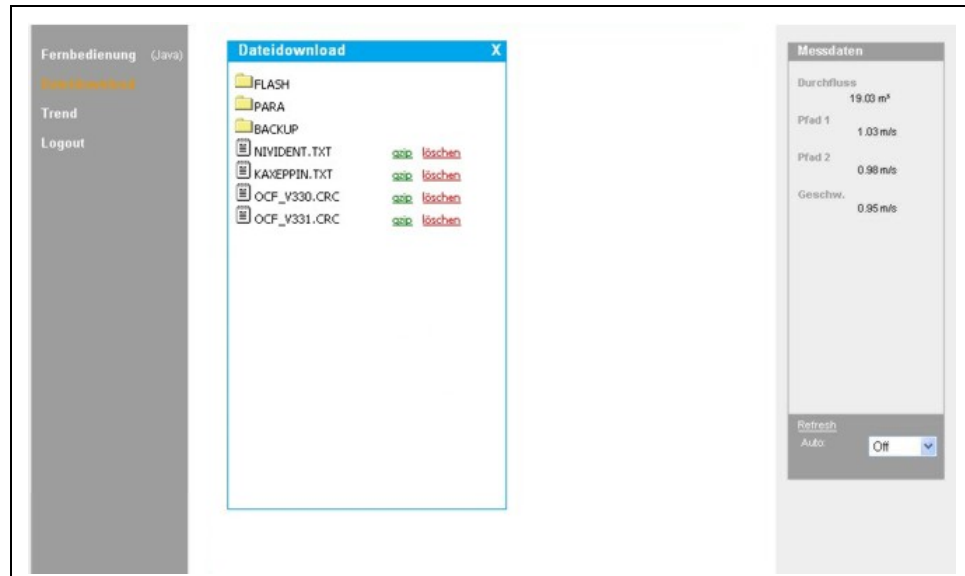 Fernbedienung (Java)
Dateidownload
Trend
Logout
Dateidownload X
FLASH
PARA
BACKUP
NIVIDENT.TXT gzip löschen
KAXEPPIN.TXT gzip löschen
OCF_V330.CRC gzip löschen
OCF_V331.CRC gzip löschen
Messdaten
Durchfluss
19.03 m³
Pfad 1
1.03 m/s
Pfad 2
0.98 m/s
Geschw.
0.95 m/s
Refresh
Auto: Off